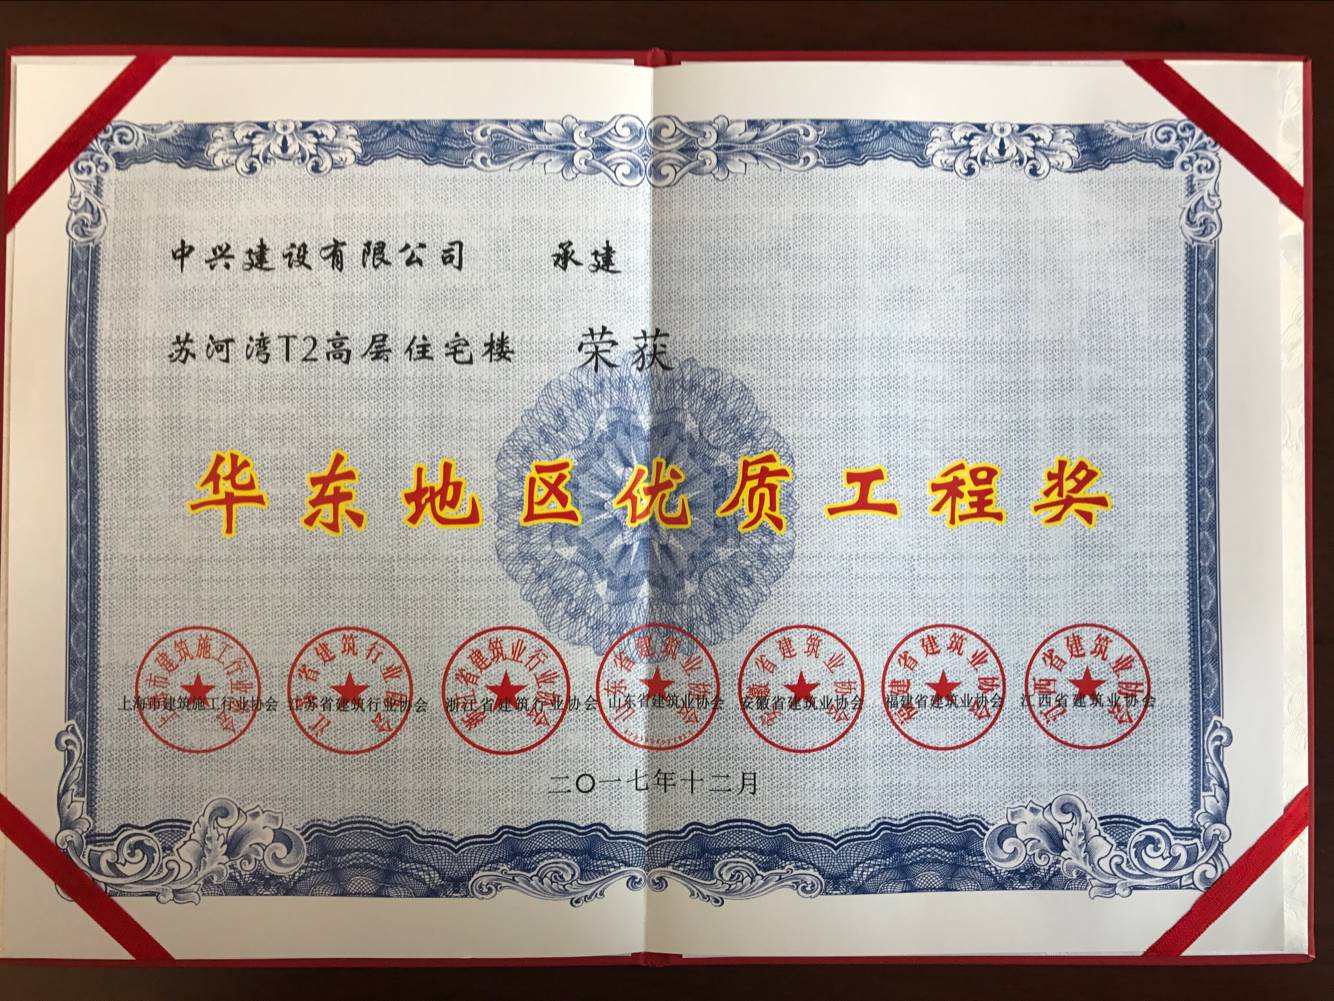 中兴建设有限公司 承建
苏河湾T2高层住宅楼 荣获
华东地区优质工程奖
上海市建筑施工行业协会 江苏省建筑行业协会 浙江省建筑行业协会 山东省建筑业协会 安徽省建筑业协会 福建省建筑业协会 江西省建筑业协会
二〇一七年十二月